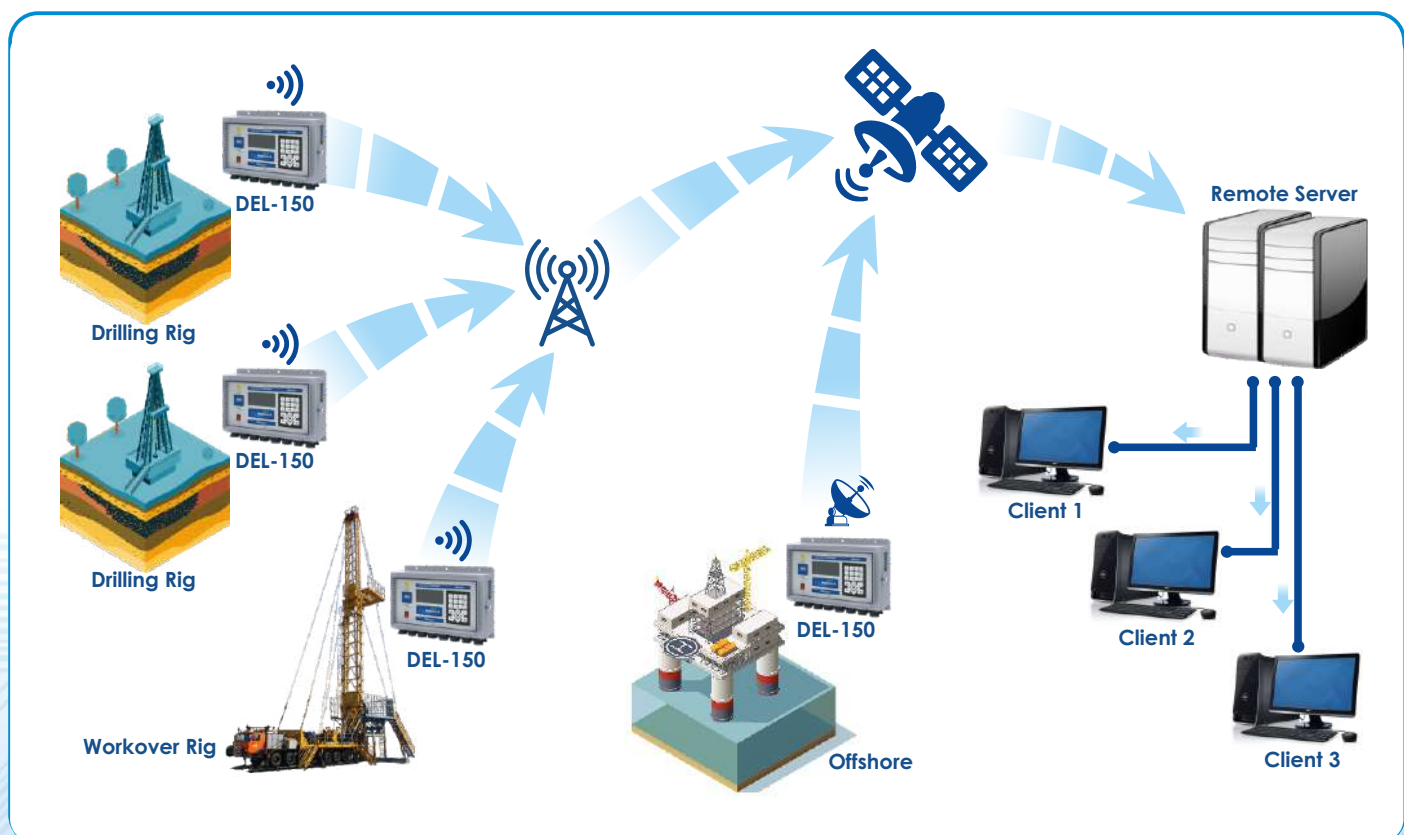 DEL-150
Remote Server
Drilling Rig
DEL-150
Drilling Rig
Client 1
DEL-150
DEL-150
Client 2
Workover Rig
Offshore
Client 3